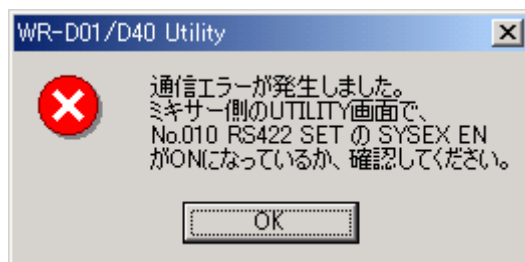 WR-D01/D40 Utility
通信エラーが発生しました。
ミキサー側のUTILITY画面で、
No.010 RS422 SET の SYSEX EN
がONになっているか、確認してください。
OK